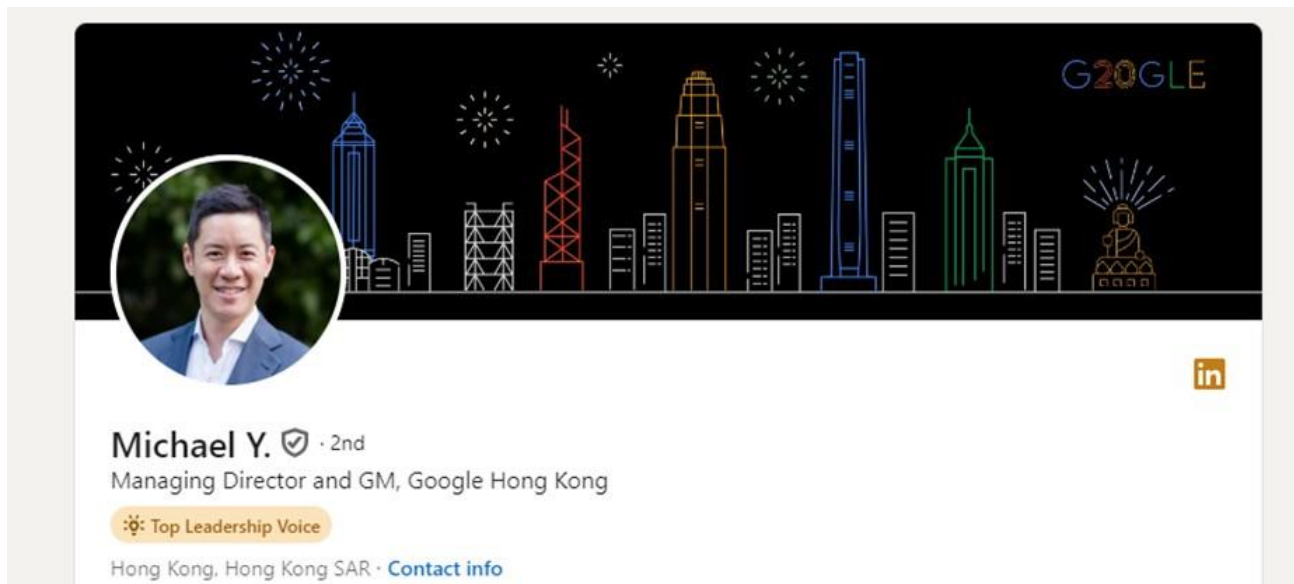 G20GLE
in
Michael Y. · 2nd
Managing Director and GM, Google Hong Kong
Top Leadership Voice
Hong Kong, Hong Kong SAR · Contact info